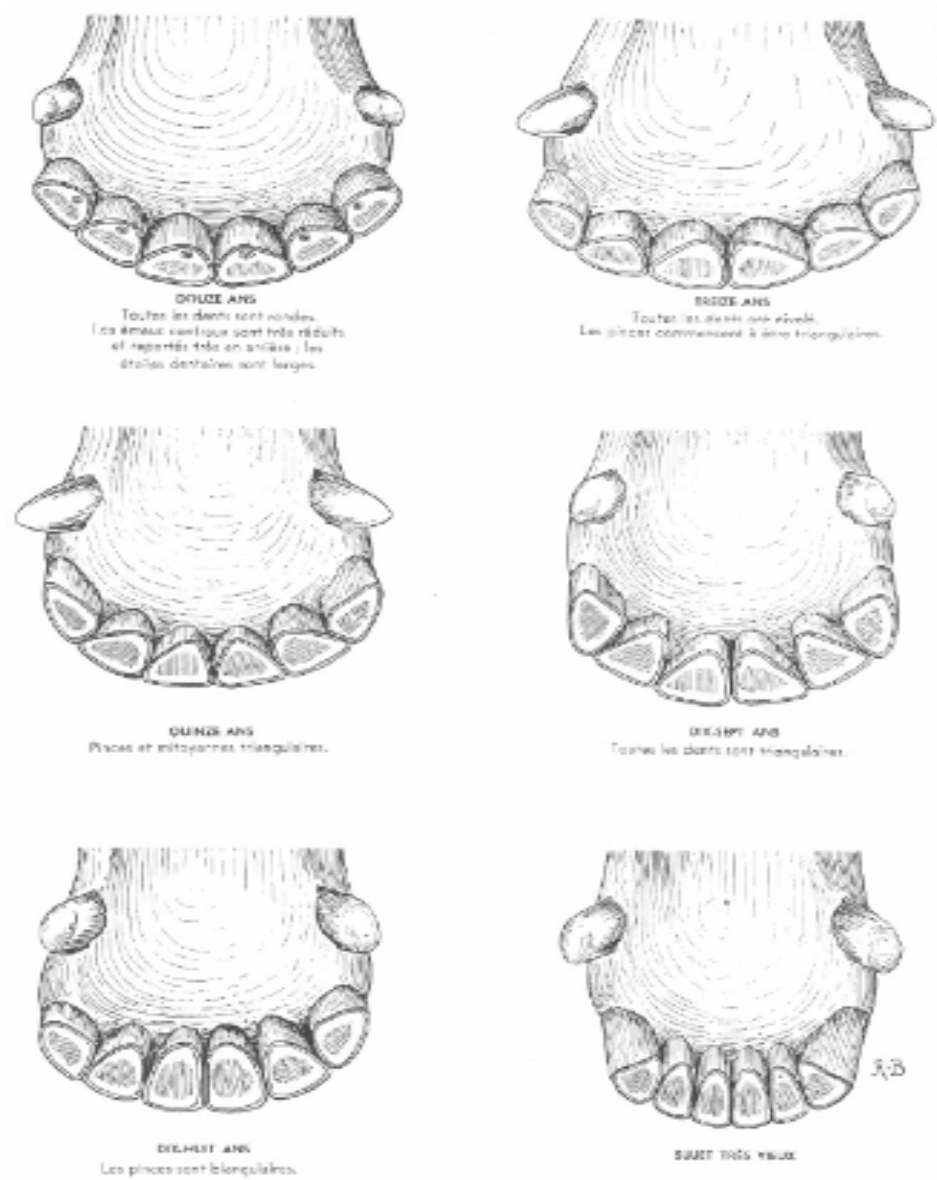 DOUZE ANS
Toutes les dents sont rondes.
Les émaux centraux sont très réduits
et reportés très en arrière ; les
étoiles dentaires sont larges.
TREIZE ANS
Toutes les dents ont nivelé.
Les pinces commencent à être triangulaires.
QUINZE ANS
Pinces et mitoyennes triangulaires.
DIX-SEPT ANS
Toutes les dents sont triangulaires.
DIX-HUIT ANS
Les pinces sont biangulaires.
R.B
SUJET TRÈS VIEUX